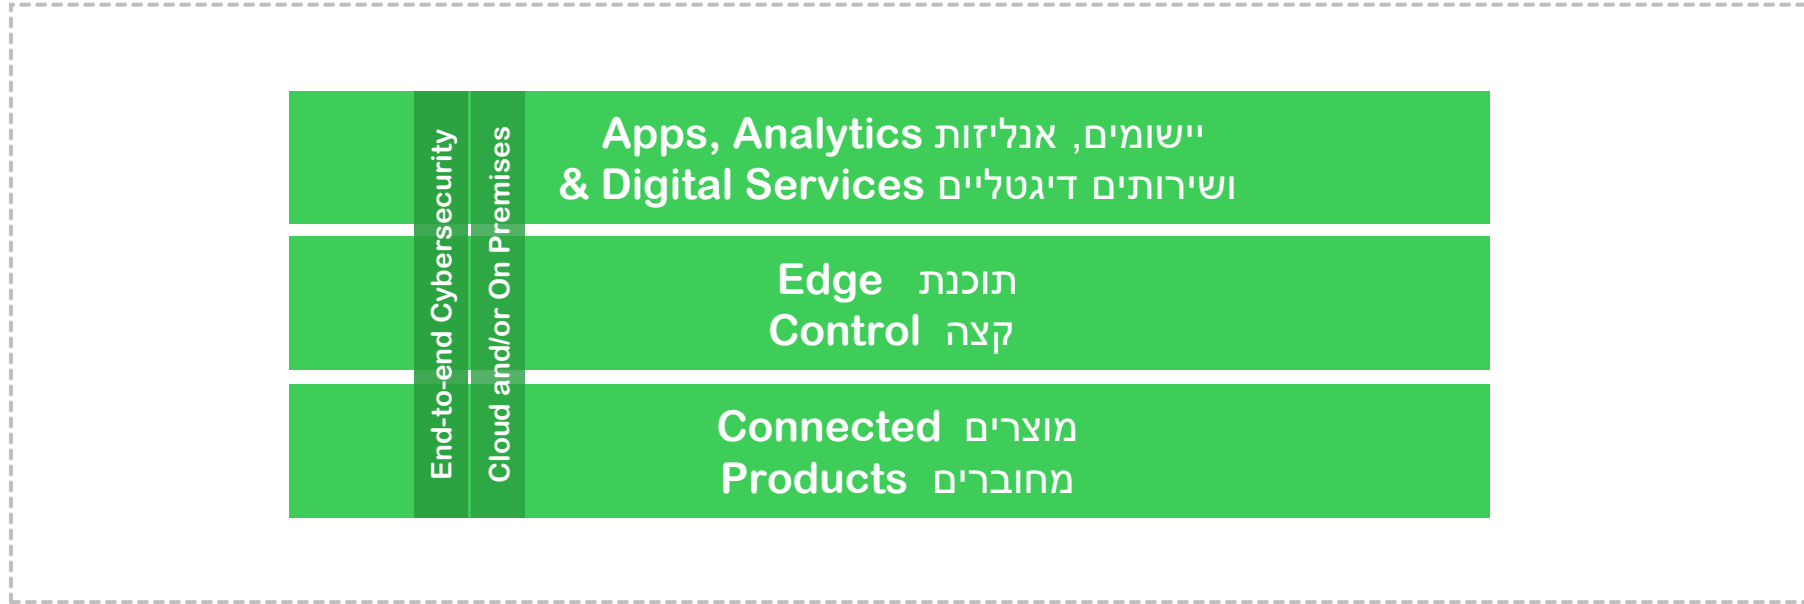 End-to-end Cybersecurity
Cloud and/or On Premises
Apps, Analytics יישומים, אנליזות
& Digital Services ושירותים דיגטליים
Edge תוכנת
Control קצה
Connected מוצרים
Products מחוברים